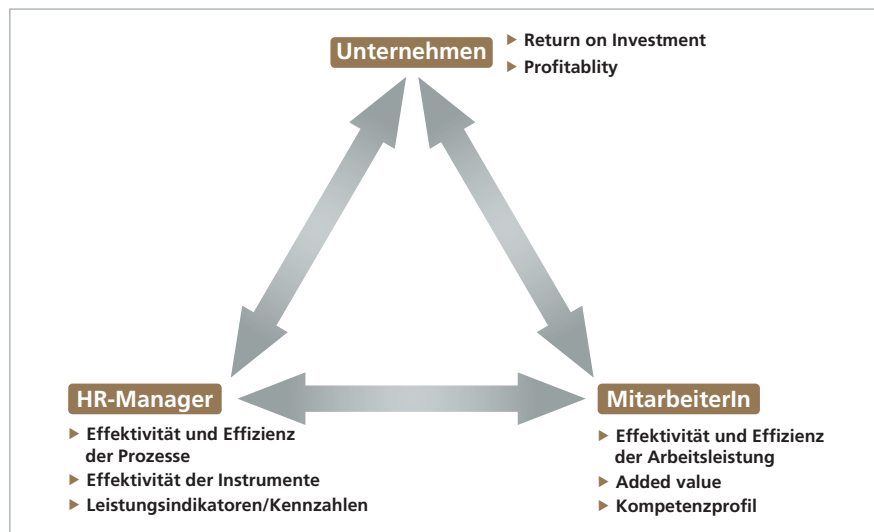 Unternehmen
▶ Return on Investment
▶ Profitablity
HR-Manager
▶ Effektivität und Effizienz
der Prozesse
▶ Effektivität der Instrumente
▶ Leistungsindikatoren/Kennzahlen
MitarbeiterIn
▶ Effektivität und Effizienz
der Arbeitsleistung
▶ Added value
▶ Kompetenzprofil